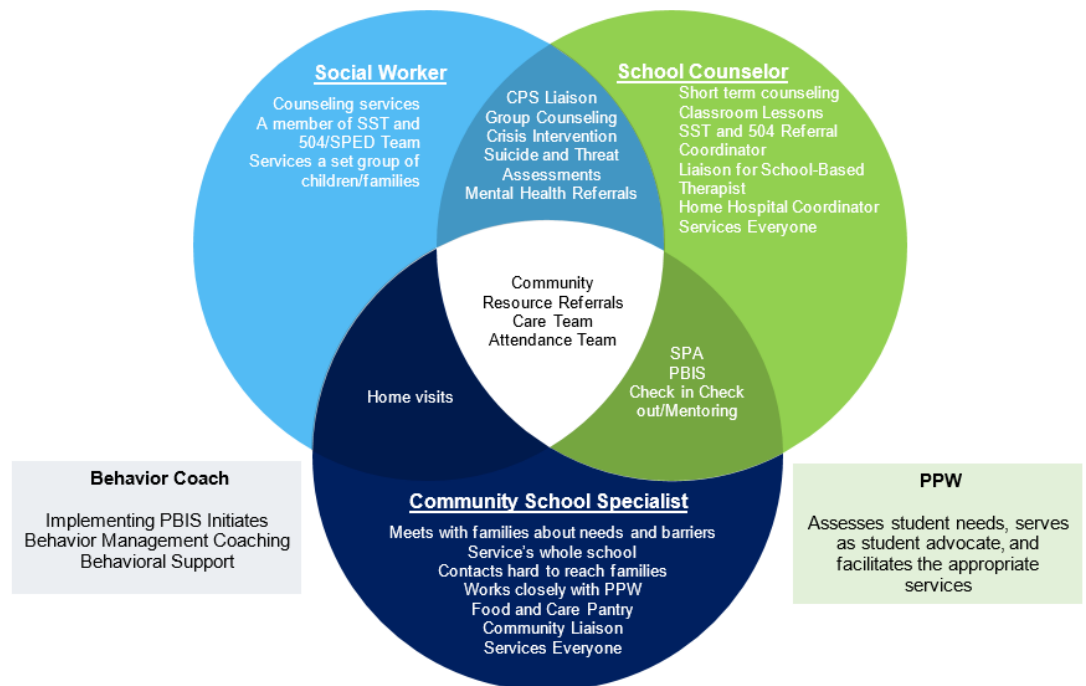 Social Worker
Counseling services
A member of SST and
504/SPED Team
Services a set group of
children/families
CPS Liaison
Group Counseling
Crisis Intervention
Suicide and Threat
Assessments
Mental Health Referrals
School Counselor
Short term counseling
Classroom Lessons
SST and 504 Referral
Coordinator
Liaison for School-Based
Therapist
Home Hospital Coordinator
Services Everyone
Community
Resource Referrals
Care Team
Attendance Team
Home visits
SPA
PBIS
Check in Check
out/Mentoring
Behavior Coach
Implementing PBIS Initiates
Behavior Management Coaching
Behavioral Support
Community School Specialist
Meets with families about needs and barriers
Service's whole school
Contacts hard to reach families
Works closely with PPW
Food and Care Pantry
Community Liaison
Services Everyone
PPW
Assesses student needs, serves
as student advocate, and
facilitates the appropriate
services